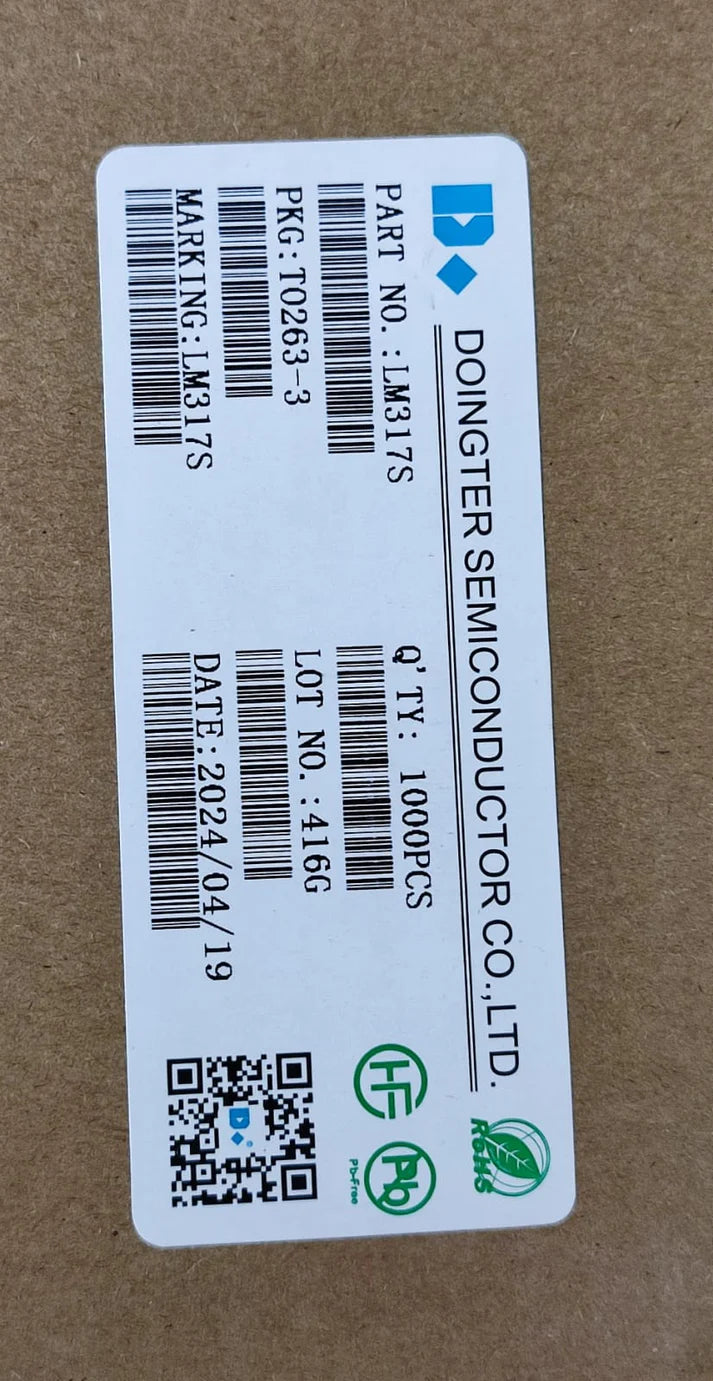 DOINGTER SEMICONDUCTOR CO.,LTD.
PART NO.:LM317S
Q'TY: 1000PCS
PKG:TO263-3
LOT NO.:416G
MARKING:LM317S
DATE:2024/04/19
RoHS
HF
Pb
Pb-Free
D